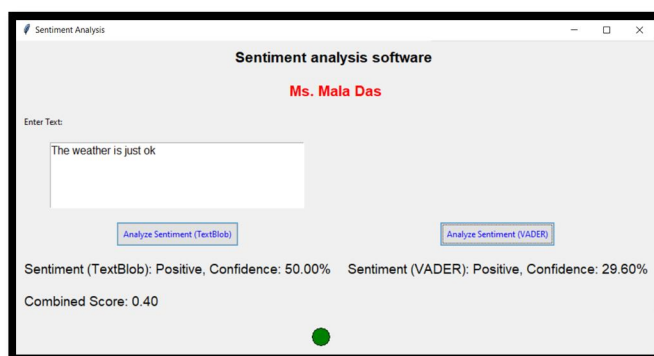 Sentiment Analysis
Sentiment analysis software
Ms. Mala Das
Enter Text:
The weather is just ok
Analyze Sentiment (TextBlob) Analyze Sentiment (VADER)
Sentiment (TextBlob): Positive, Confidence: 50.00% Sentiment (VADER): Positive, Confidence: 29.60%
Combined Score: 0.40